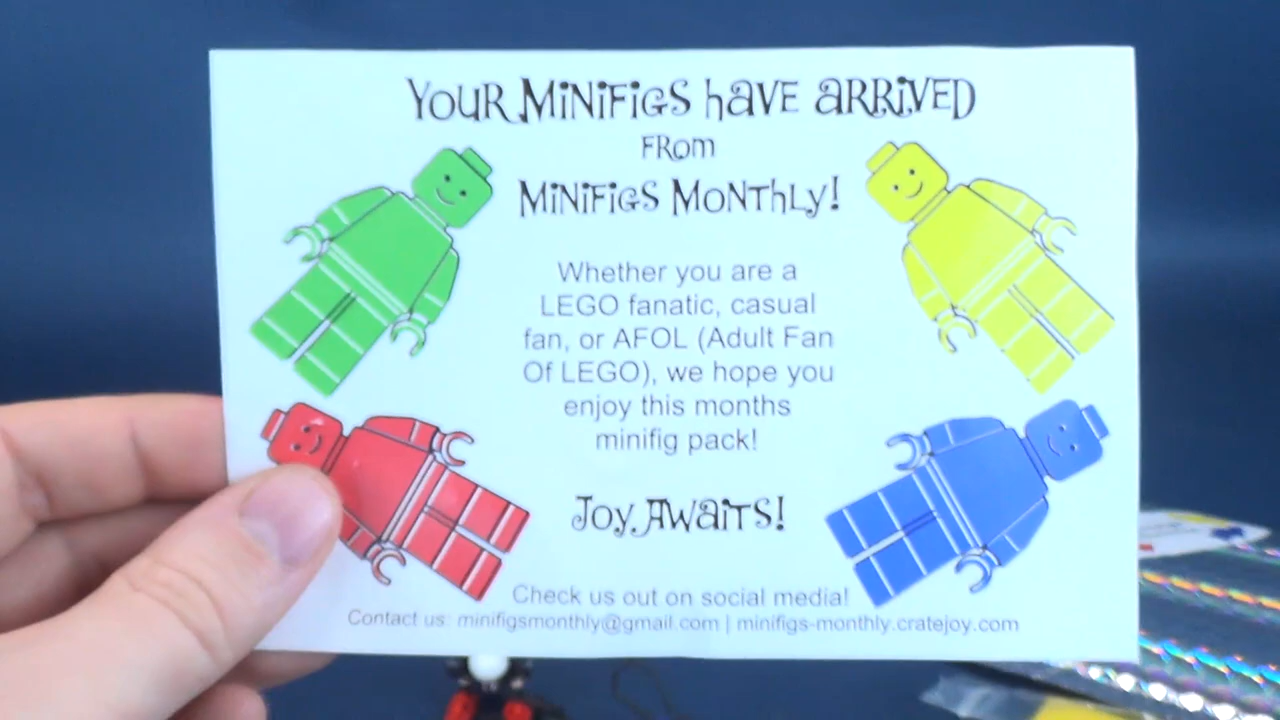 YOUR MINIFIGS HAVE ARRIVED
FROM
MINIFIGS MONTHLY!
Whether you are a
LEGO fanatic, casual
fan, or AFOL (Adult Fan
Of LEGO), we hope you
enjoy this months
minifig pack!
JOY AWAITS!
Check us out on social media!
Contact us: minifigsmonthly@gmail.com | minifigs-monthly.cratejoy.com